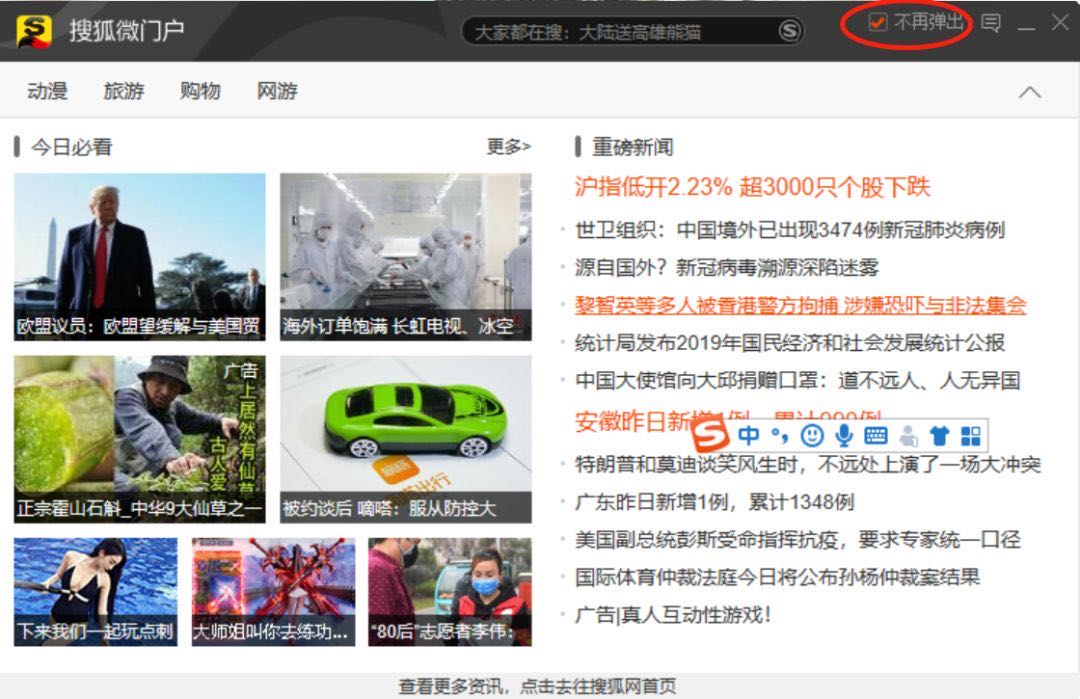 搜狐微门户
大家都在搜：大陆送高雄熊猫
不再弹出
动漫 旅游 购物 网游
今日必看
更多>
欧盟议员：欧盟望缓解与美国贸
海外订单饱满 长虹电视、冰空
广告
上居然有仙草
古人爱
正宗霍山石斛_中华9大仙草之一
嘀嗒出行
被约谈后 嘀嗒：服从防控大
下来我们一起玩点刺
大师姐叫你去练功...
“80后”志愿者李伟：
重磅新闻
沪指低开2.23% 超3000只个股下跌
世卫组织：中国境外已出现3474例新冠肺炎病例
源自国外？新冠病毒溯源深陷迷雾
黎智英等多人被香港警方拘捕 涉嫌恐吓与非法集会
统计局发布2019年国民经济和社会发展统计公报
中国大使馆向大邱捐赠口罩：道不远人、人无异国
安徽昨日新增1例，累计990例
中
特朗普和莫迪谈笑风生时，不远处上演了一场大冲突
广东昨日新增1例，累计1348例
美国副总统彭斯受命指挥抗疫，要求专家统一口径
国际体育仲裁法庭今日将公布孙杨仲裁案结果
广告|真人互动性游戏！
查看更多资讯，点击去往搜狐网首页